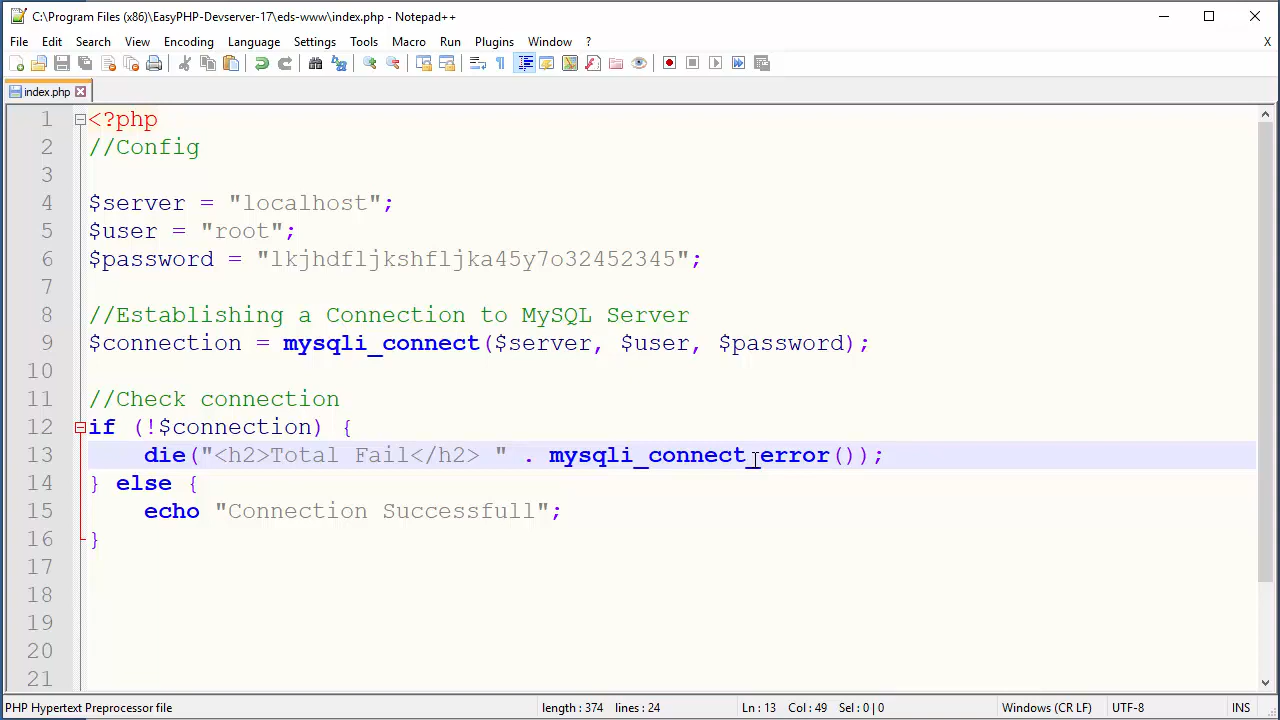 C:\Program Files (x86)\EasyPHP-Devserver-17\eds-www\index.php - Notepad++
File Edit Search View Encoding Language Settings Tools Macro Run Plugins Window ? X
index.php
1 <?php
2 //Config
3
4 $server = "localhost";
5 $user = "root";
6 $password = "lkjhdfljkshfljka45y7o32452345";
7
8 //Establishing a Connection to MySQL Server
9 $connection = mysqli_connect($server, $user, $password);
10
11 //Check connection
12 if (!$connection) {
13 die("<h2>Total Fail</h2> " . mysqli_connect_error());
14 } else {
15 echo "Connection Successfull";
16 }
17
18
19
20
21
PHP Hypertext Preprocessor file length : 374 lines : 24 Ln : 13 Col : 49 Sel : 0 | 0 Windows (CR LF) UTF-8 INS